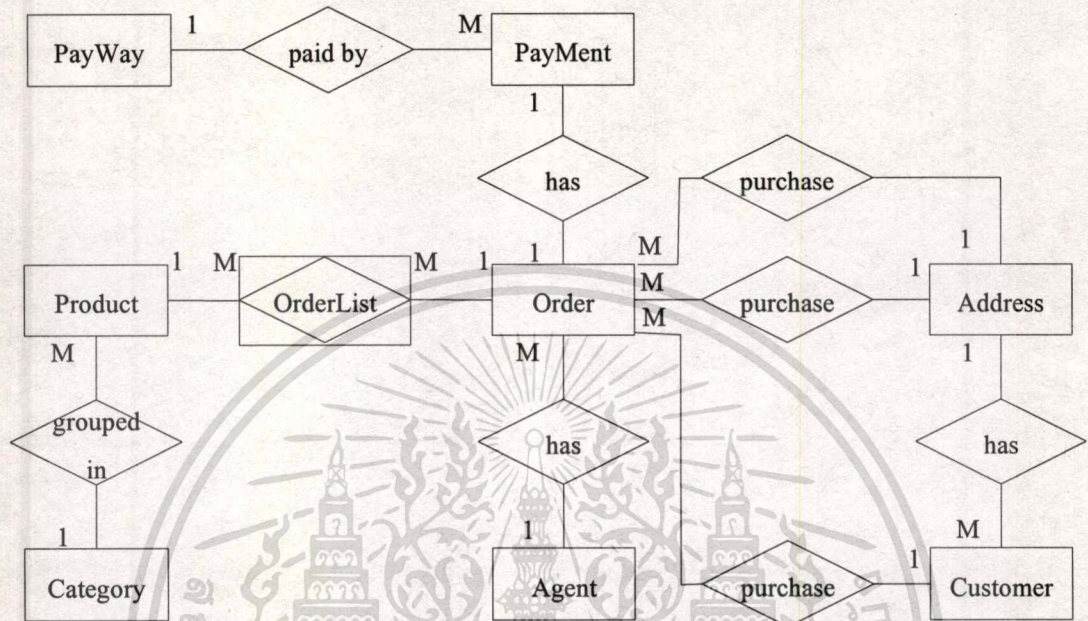 1
M
PayWay
paid by
PayMent
1
has
purchase
1
M
1
1
M
M
1
M
1
Product
OrderList
Order
purchase
Address
M
M
M
1
grouped
in
has
has
1
1
1
M
Category
Agent
purchase
Customer